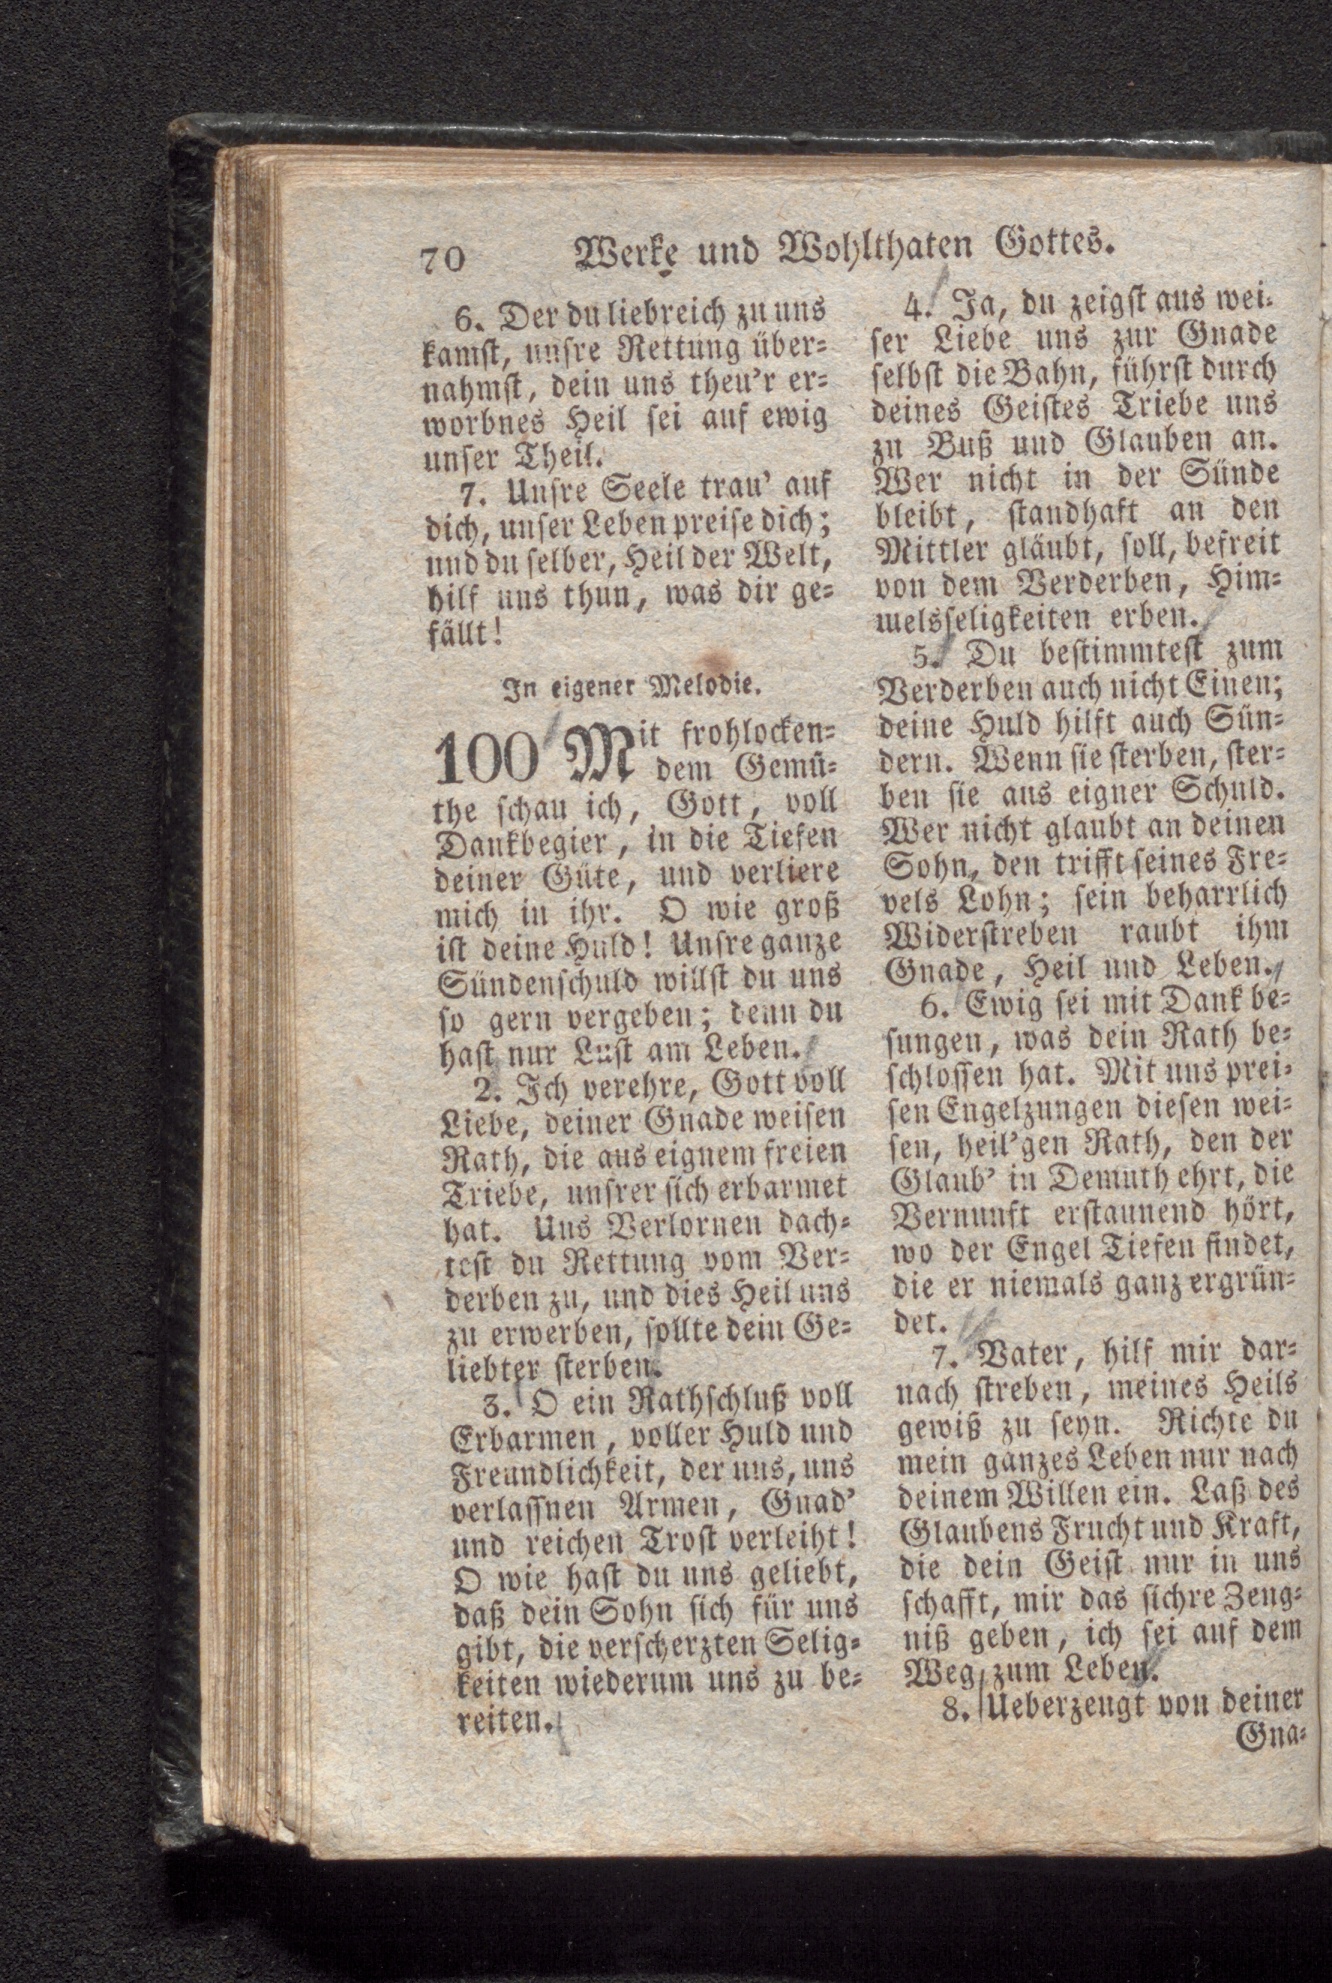 70 Werke und Wohlthaten Gottes.
6. Der du liebreich zu uns
kamst, unsre Rettung über-
nahmst, dein uns theu'r er-
worbnes Heil sei auf ewig
unser Theil.
7. Unsre Seele trau' auf
dich, unser Leben preise dich;
und du selber, Heil der Welt,
hilf uns thun, was dir ge-
fällt!
In eigener Melodie.
100 Mit frohlocken-
dem Gemü-
the schau ich, Gott, voll
Dankbegier, in die Tiefen
deiner Güte, und verliere
mich in ihr. O wie groß
ist deine Huld! Unsre ganze
Sündenschuld willst du uns
so gern vergeben; denn du
hast nur Lust am Leben.
2. Ich verehre, Gott voll
Liebe, deiner Gnade weisen
Rath, die aus eignem freien
Triebe, unsrer sich erbarmet
hat. Uns Verlornen dach-
test du Rettung vom Ver-
derben zu, und dies Heil uns
zu erwerben, sollte dein Ge-
liebter sterben.
3. O ein Rathschluß voll
Erbarmen, voller Huld und
Freundlichkeit, der uns, uns
verlaßnen Armen, Gnad'
und reichen Trost verleiht!
O wie hast du uns geliebt,
daß dein Sohn sich für uns
gibt, die verscherzten Selig-
keiten wiederum uns zu be-
reiten.
4. Ja, du zeigst aus wei-
ser Liebe uns zur Gnade
selbst die Bahn, führst durch
deines Geistes Triebe uns
zu Buß und Glauben an.
Wer nicht in der Sünde
bleibt, standhaft an den
Mittler gläubt, soll, befreit
von dem Verderben, Him-
melsseligkeiten erben.
5. Du bestimmtest zum
Verderben auch nicht Einen;
deine Huld hilft auch Sün-
dern. Wenn sie sterben, ster-
ben sie aus eigner Schuld.
Wer nicht glaubt an deinen
Sohn, den trifft seines Fre-
vels Lohn; sein beharrlich
Widerstreben raubt ihm
Gnade, Heil und Leben.
6. Ewig sei mit Dank be-
sungen, was dein Rath be-
schlossen hat. Mit uns prei-
sen Engelzungen diesen wei-
sen, heil'gen Rath, den der
Glaub' in Demuth ehrt, die
Vernunft erstaunend hört,
wo der Engel Tiefen findet,
die er niemals ganz ergrün-
det.
7. Vater, hilf mir dar-
nach streben, meines Heils
gewiß zu seyn. Richte du
mein ganzes Leben nur nach
deinem Willen ein. Laß des
Glaubens Frucht und Kraft,
die dein Geist nur in uns
schafft, mir das sichre Zeug-
niß geben, ich sei auf dem
Weg zum Leben.
8. Ueberzeugt von deiner
Gna-